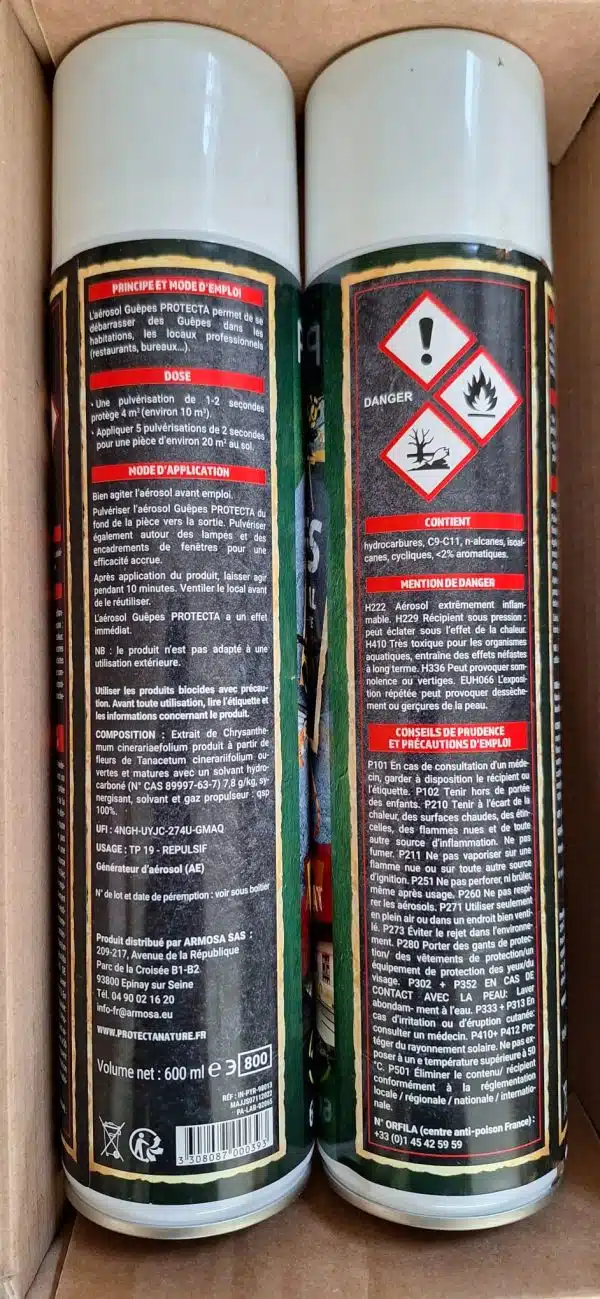 PRINCIPE ET MODE D'EMPLOI
L'aérosol Guêpes PROTECTA permet de se
débarrasser des Guêpes dans les
habitations, les locaux professionnels
(restaurants, bureaux...).
DOSE
• Une pulvérisation de 1-2 secondes
protège 4 m² (environ 10 m³).
• Appliquer 5 pulvérisations de 2 secondes
pour une pièce d'environ 20 m² au sol.
MODE D'APPLICATION
Bien agiter l'aérosol avant emploi.
Pulvériser l'aérosol Guêpes PROTECTA du
fond de la pièce vers la sortie. Pulvériser
également autour des lampes et des
encadrements de fenêtres pour une
efficacité accrue.
Après application du produit, laisser agir
pendant 10 minutes. Ventiler le local avant
de le réutiliser.
L'aérosol Guêpes PROTECTA a un effet
immédiat.
NB : le produit n'est pas adapté à une
utilisation extérieure.
Utiliser les produits biocides avec précau-
tion. Avant toute utilisation, lire l'étiquette et
les informations concernant le produit.
COMPOSITION : Extrait de Chrysanthe-
mum cinerariaefolium produit à partir de
fleurs de Tanacetum cinerariifolium ou-
vertes et matures avec un solvant hydro-
carboné (N° CAS 89997-63-7) 7,8 g/kg, sy-
nergisant, solvant et gaz propulseur : qsp
100%.
UFI : 4NGH-UYJC-274U-GMAQ
USAGE : TP 19 - REPULSIF
Générateur d'aérosol (AE)
N° de lot et date de péremption : voir sous boitier
Produit distribué par ARMOSA SAS :
209-217, Avenue de la République
Parc de la Croisée B1-B2
93800 Epinay sur Seine
Tél. 04 90 02 16 20
info-fr@armosa.eu
WWW.PROTECTANATURE.FR
Volume net : 600 ml e 3 800
RÉF : IN-PYR-98013
MAJJS07112022
PA-LAB-02065
3 308087 000393
DANGER
CONTIENT
hydrocarbures, C9-C11, n-alcanes, isoal-
canes, cycliques, <2% aromatiques.
MENTION DE DANGER
H222 Aérosol extrêmement inflam-
mable. H229 Récipient sous pression :
peut éclater sous l'effet de la chaleur.
H410 Très toxique pour les organismes
aquatiques, entraîne des effets néfastes
à long terme. H336 Peut provoquer som-
nolence ou vertiges. EUH066 L'exposi-
tion répétée peut provoquer dessèche-
ment ou gerçures de la peau.
CONSEILS DE PRUDENCE
ET PRÉCAUTIONS D'EMPLOI
P101 En cas de consultation d'un méde-
cin, garder à disposition le récipient ou
l'étiquette. P102 Tenir hors de portée
des enfants. P210 Tenir à l'écart de la
chaleur, des surfaces chaudes, des étin-
celles, des flammes nues et de toute
autre source d'inflammation. Ne pas
fumer. P211 Ne pas vaporiser sur une
flamme nue ou sur toute autre source
d'ignition. P251 Ne pas perforer, ni brûler,
même après usage. P260 Ne pas respi-
rer les aérosols. P271 Utiliser seulement
en plein air ou dans un endroit bien venti-
lé. P273 Éviter le rejet dans l'environne-
ment. P280 Porter des gants de protec-
tion/ des vêtements de protection/un
équipement de protection des yeux/du
visage. P302 + P352 EN CAS DE
CONTACT AVEC LA PEAU: Laver
abondam- ment à l'eau. P333 + P313 En
cas d'irritation ou d'éruption cutanée:
consulter un médecin. P410+ P412 Pro-
téger du rayonnement solaire. Ne pas ex-
poser à un e température supérieure à 50
°C. P501 Éliminer le contenu/ récipient
conformément à la réglementation
locale / régionale / nationale / internatio-
nale.
N° ORFILA (centre anti-poison France) :
+33 (0)1 45 42 59 59